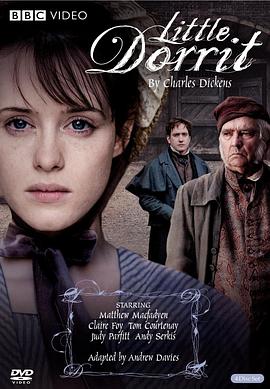 BBC VIDEO
Little
Dorrit
By Charles Dickens
STARRING
Matthew Macfadyen
Claire Foy Tom Courtenay
Judy Parfitt Andy Serkis
Adapted by Andrew Davies
DVD
VIDEO
4 Disc Set